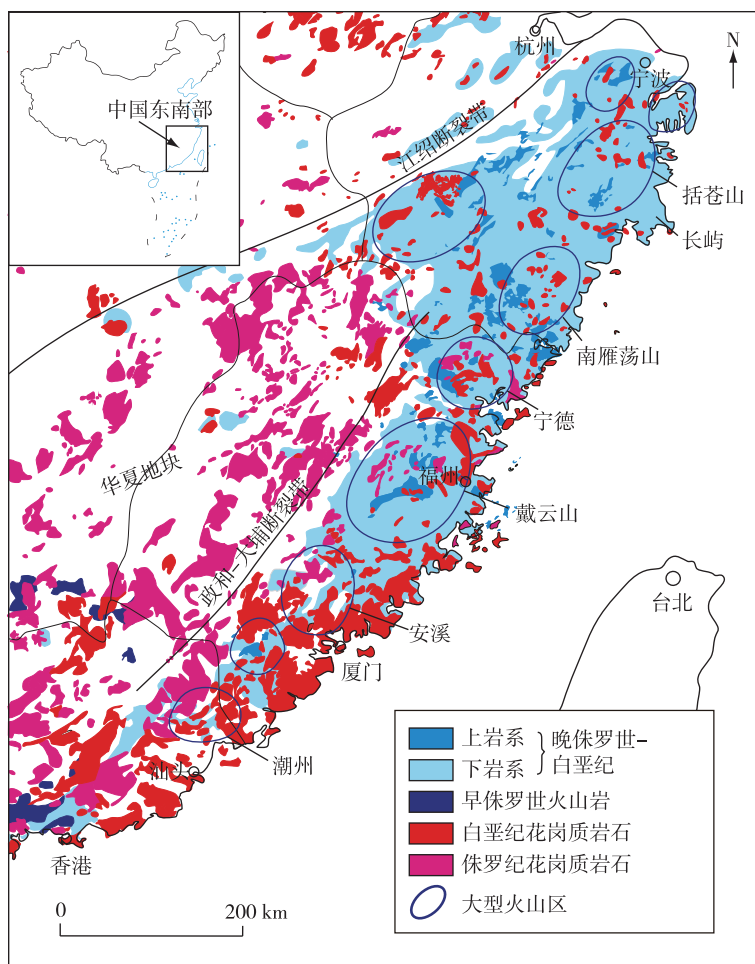 中国东南部
杭州
宁波
N
江绍断裂带
括苍山
长屿
南雁荡山
宁德
华夏地块
福州
戴云山
政和-大埔断裂带
台北
安溪
厦门
潮州
汕头
香港
0
200 km
上岩系
下岩系
晚侏罗世-
白垩纪
早侏罗世火山岩
白垩纪花岗质岩石
侏罗纪花岗质岩石
大型火山区